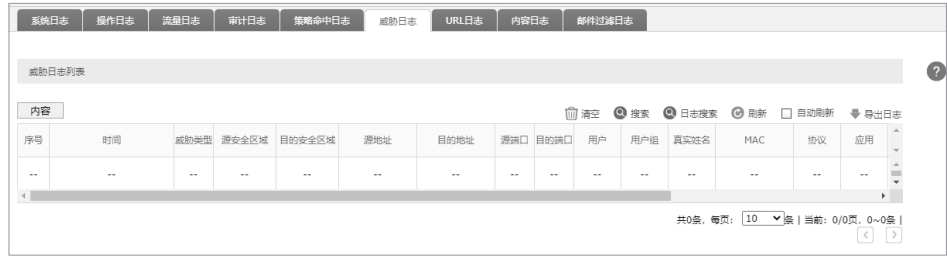 系统日志 操作日志 流量日志 审计日志 策略命中日志 威胁日志 URL日志 内容日志 邮件过滤日志
威胁日志列表
?
内容 清空 搜索 日志搜索 刷新 自动刷新 导出日志
序号 时间 威胁类型 源安全区域 目的安全区域 源地址 目的地址 源端口 目的端口 用户 用户组 真实姓名 MAC 协议 应用
-- -- -- -- -- -- -- -- -- -- -- -- -- -- --
共0条, 每页: 10 条 | 当前: 0/0页, 0~0条 |